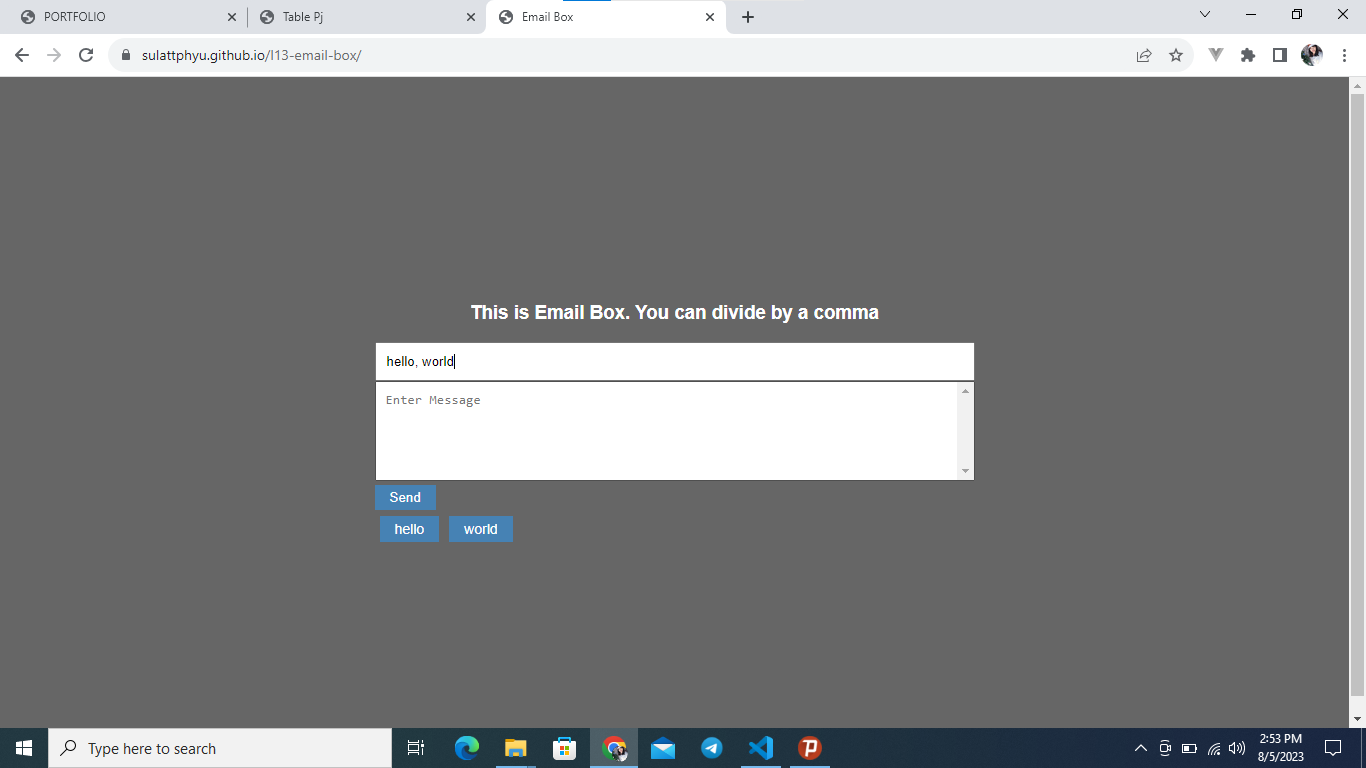 PORTFOLIO
Table Pj
Email Box
sulattphyu.github.io/l13-email-box/
This is Email Box. You can divide by a comma
hello, world
Enter Message
Send
hello
world
Type here to search
2:53 PM
8/5/2023